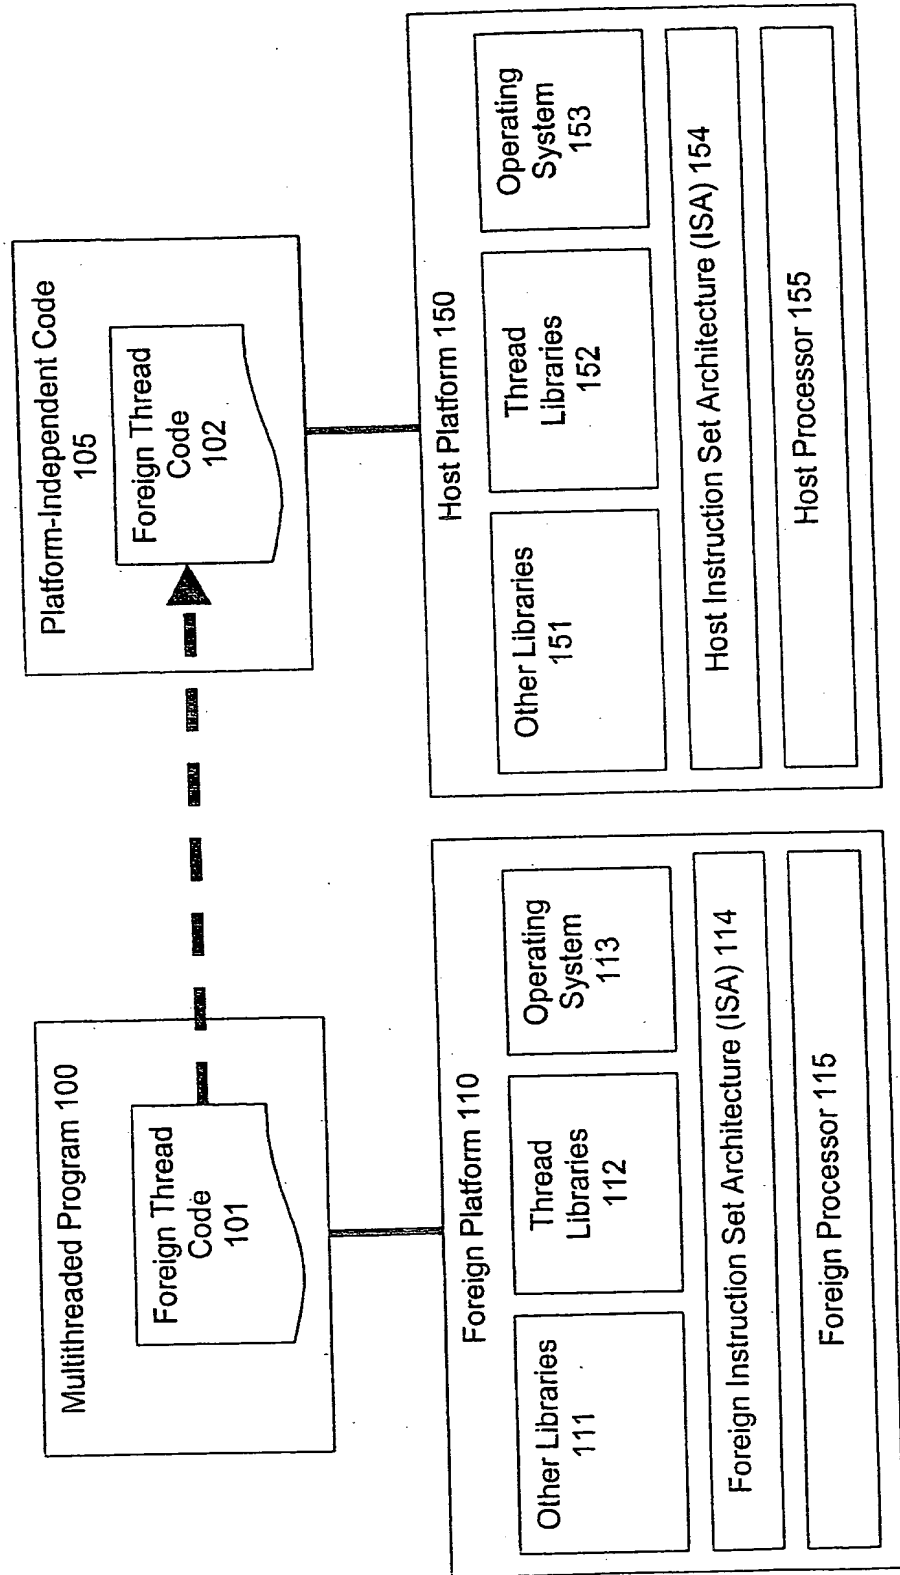 Multithreaded Program 100
Foreign Thread
Code
101
Platform-Independent Code
105
Foreign Thread
Code
102
Foreign Platform 110
Other Libraries
111
Thread
Libraries
112
Operating
System
113
Foreign Instruction Set Architecture (ISA) 114
Foreign Processor 115
Host Platform 150
Other Libraries
151
Thread
Libraries
152
Operating
System
153
Host Instruction Set Architecture (ISA) 154
Host Processor 155